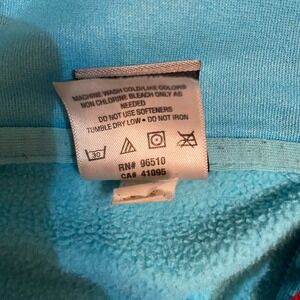 MACHINE WASH COLD/LIKE COLORS
NON CHLORINE BLEACH ONLY AS
NEEDED
DO NOT USE SOFTENERS
TUMBLE DRY LOW • DO NOT IRON
30
RN# 96510
CA# 41095